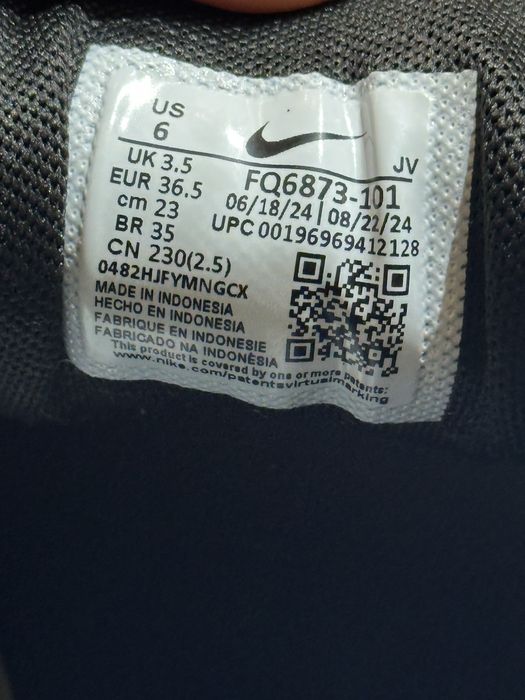 US
6
JV
UK 3.5
EUR 36.5
cm 23
BR 35
CN 230(2.5)
FQ6873-101
06/18/24 | 08/22/24
UPC 00196969412128
0482HJFYMNGCX
MADE IN INDONESIA
HECHO EN INDONESIA
FABRIQUE EN INDONESIE
FABRICADO NA INDONÉSIA
This product is covered by one or more patents:
www.nike.com/patentsvirtualmarking